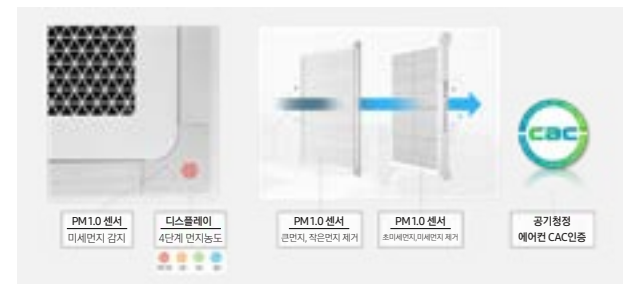 cac
PM1.0 센서
미세먼지 감지
디스플레이
4단계 먼지농도
PM1.0 센서
큰먼지, 작은먼지 제거
PM1.0 센서
초미세먼지,미세먼지 제거
공기청정
에어컨 CAC인증